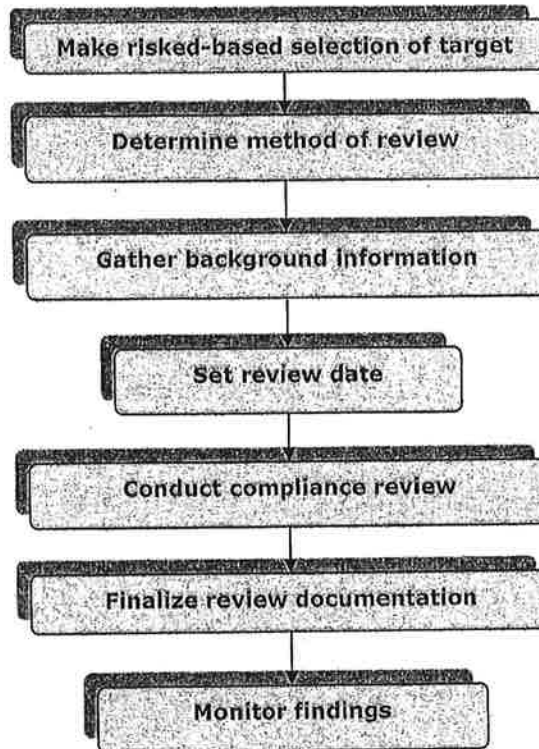 Make risked-based selection of target
Determine method of review
Gather background information
Set review date
Conduct compliance review
Finalize review documentation
Monitor findings